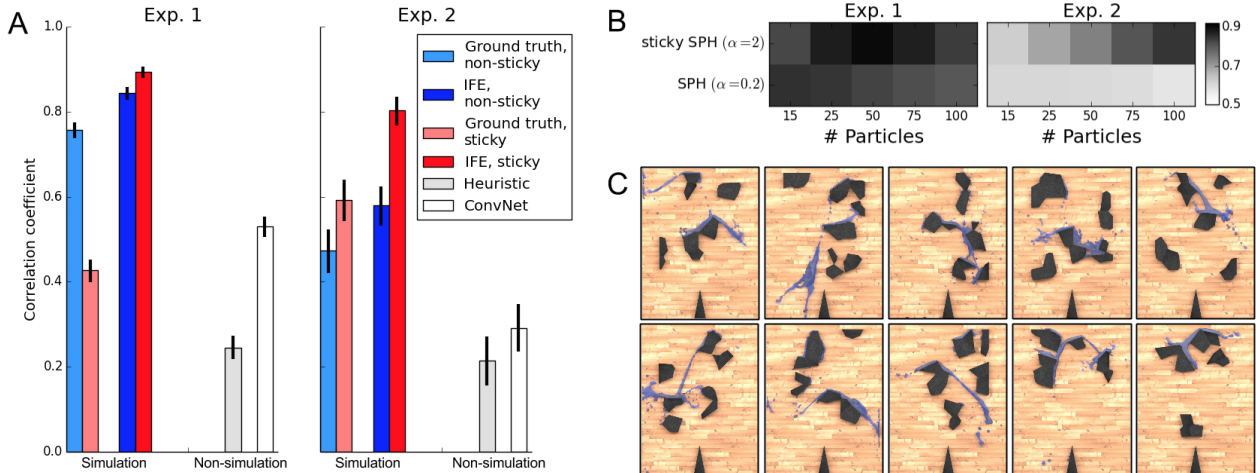 A
Exp. 1
Exp. 2
Correlation coefficient
1.0
0.8
0.6
0.4
0.2
0.0
Simulation
Non-simulation
Simulation
Non-simulation
Ground truth,
non-sticky
IFE,
non-sticky
Ground truth,
sticky
IFE, sticky
Heuristic
ConvNet
B
Exp. 1
Exp. 2
sticky SPH (α=2)
SPH (α=0.2)
15 25 50 75 100
15 25 50 75 100
# Particles
# Particles
0.9
0.7
0.5
C